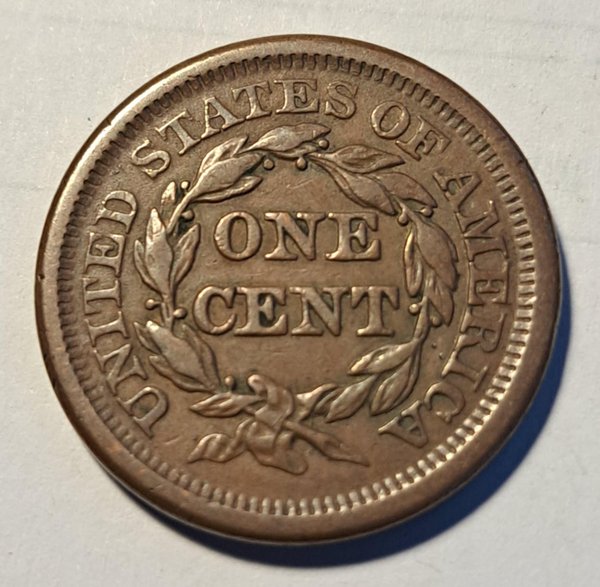 UNITED STATES OF AMERICA
ONE
CENT